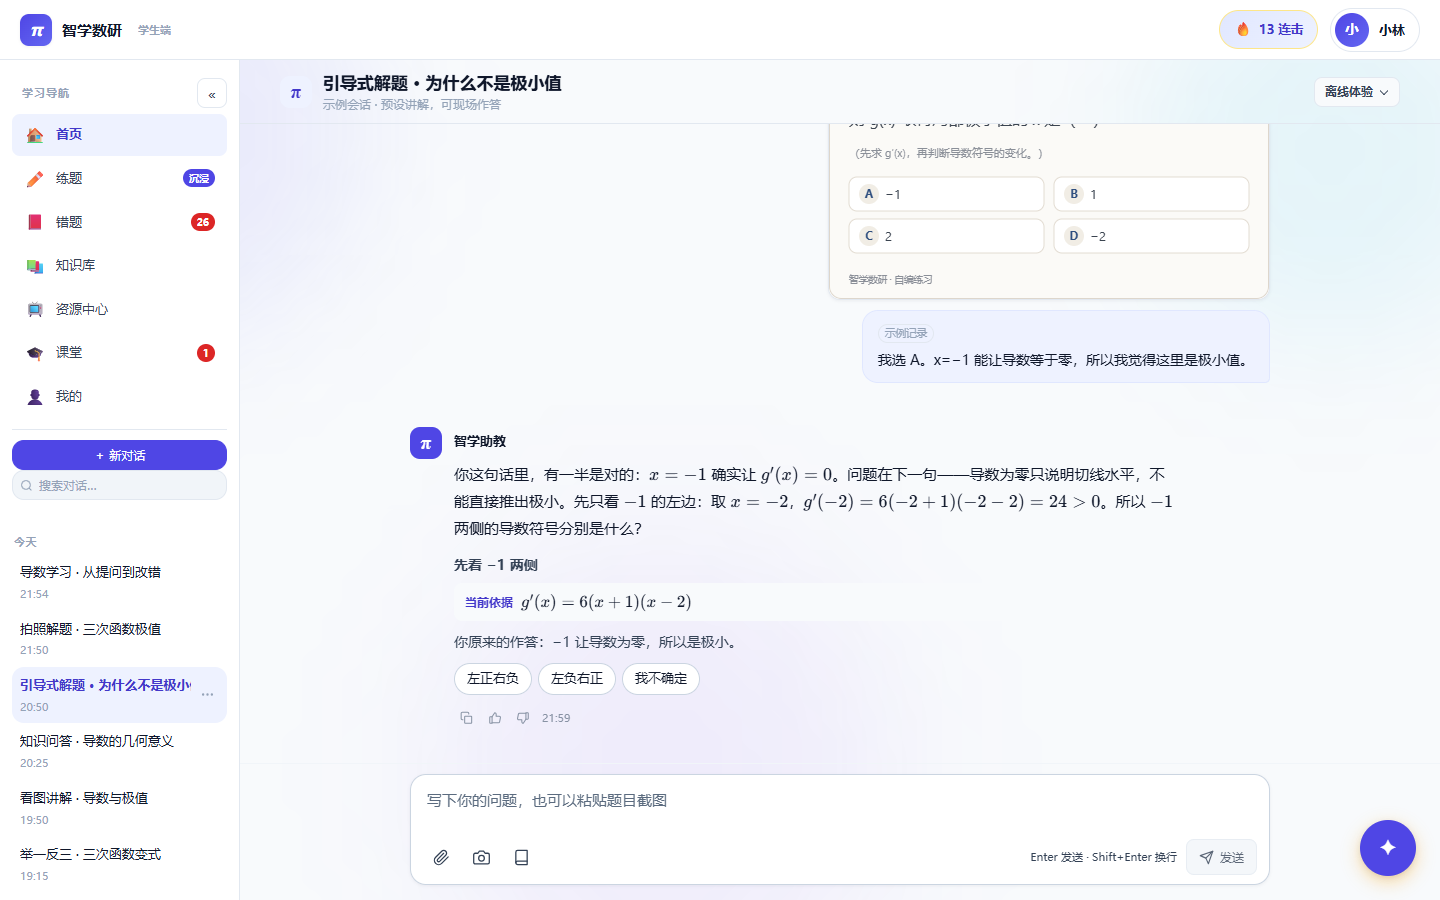 π 智学数研 学生端
13 连击
小 小林
学习导航 «
首页
练题 沉浸
错题 26
知识库
资源中心
课堂 1
我的
+ 新对话
搜索对话...
今天
导数学习 · 从提问到改错
21:54
拍照解题 · 三次函数极值
21:50
引导式解题 • 为什么不是极小 ...
20:50
知识问答 · 导数的几何意义
20:25
看图讲解 · 导数与极值
19:50
举一反三 · 三次函数变式
19:15
π 引导式解题 • 为什么不是极小值
示例会话 · 预设讲解，可现场作答
离线体验
（先求 g′(x)，再判断导数符号的变化。）
A −1
B 1
C 2
D −2
智学数研 · 自编练习
示例记录
我选 A。x=−1 能让导数等于零，所以我觉得这里是极小值。
π 智学助教
你这句话里，有一半是对的：x = −1 确实让 g′(x) = 0。问题在下一句——导数为零只说明切线水平，不
能直接推出极小。先只看 −1 的左边：取 x = −2，g′(−2) = 6(−2 + 1)(−2 − 2) = 24 > 0。所以 −1
两侧的导数符号分别是什么？
先看 −1 两侧
当前依据 g′(x) = 6(x + 1)(x − 2)
你原来的作答：−1 让导数为零，所以是极小。
左正右负 左负右正 我不确定
21:59
写下你的问题，也可以粘贴题目截图
Enter 发送 · Shift+Enter 换行 发送